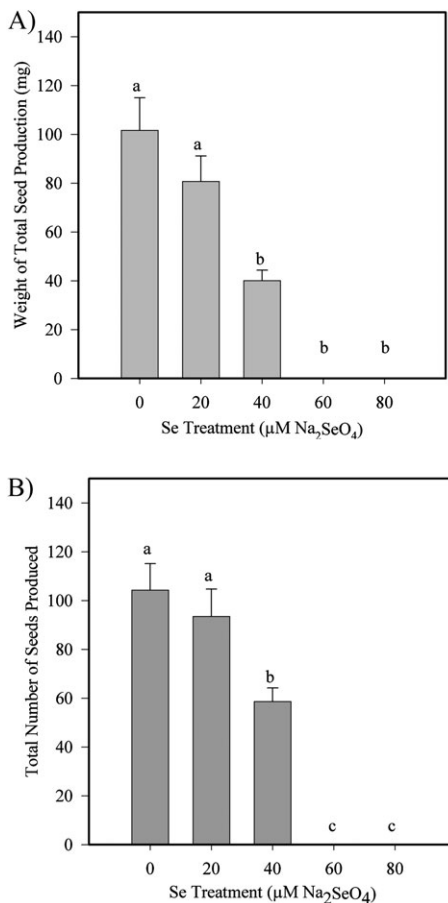 A)
Weight of Total Seed Production (mg)
140
120
100
80
60
40
20
0
a
a
b
b
b
0 20 40 60 80
Se Treatment (µM Na₂SeO₄)
B)
Total Number of Seeds Produced
140
120
100
80
60
40
20
0
a
a
b
c
c
0 20 40 60 80
Se Treatment (µM Na₂SeO₄)